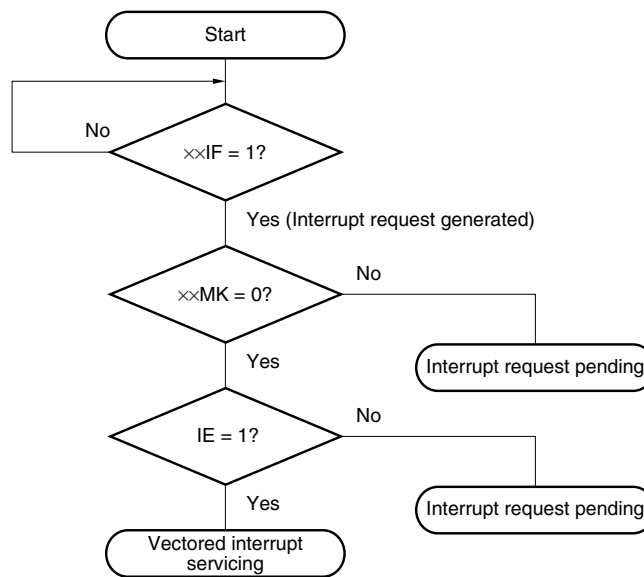 Start
No
××IF = 1?
Yes (Interrupt request generated)
No
××MK = 0?
Interrupt request pending
Yes
No
IE = 1?
Interrupt request pending
Yes
Vectored interrupt
servicing